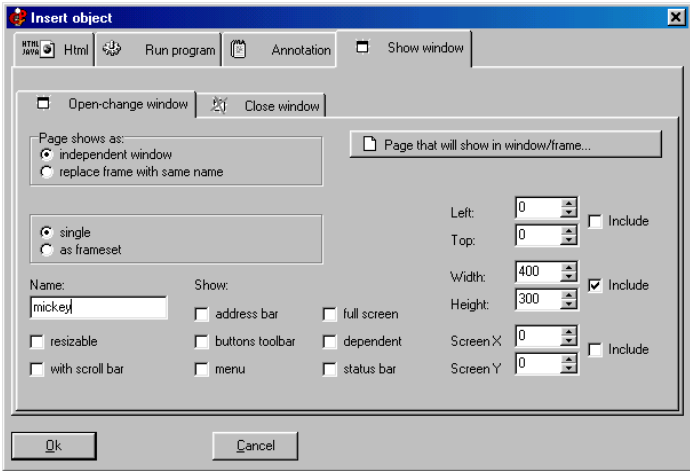 Insert object
HTML JAVA Html Run program Annotation Show window
Open-change window Close window
Page shows as:
independent window
replace frame with same name
Page that will show in window/frame...
single
as frameset
Left: 0
Top: 0
Include
Width: 400
Height: 300
Include
Screen X 0
Screen Y 0
Include
Name:
mickey
Show:
address bar full screen
resizable buttons toolbar dependent
with scroll bar menu status bar
Ok Cancel